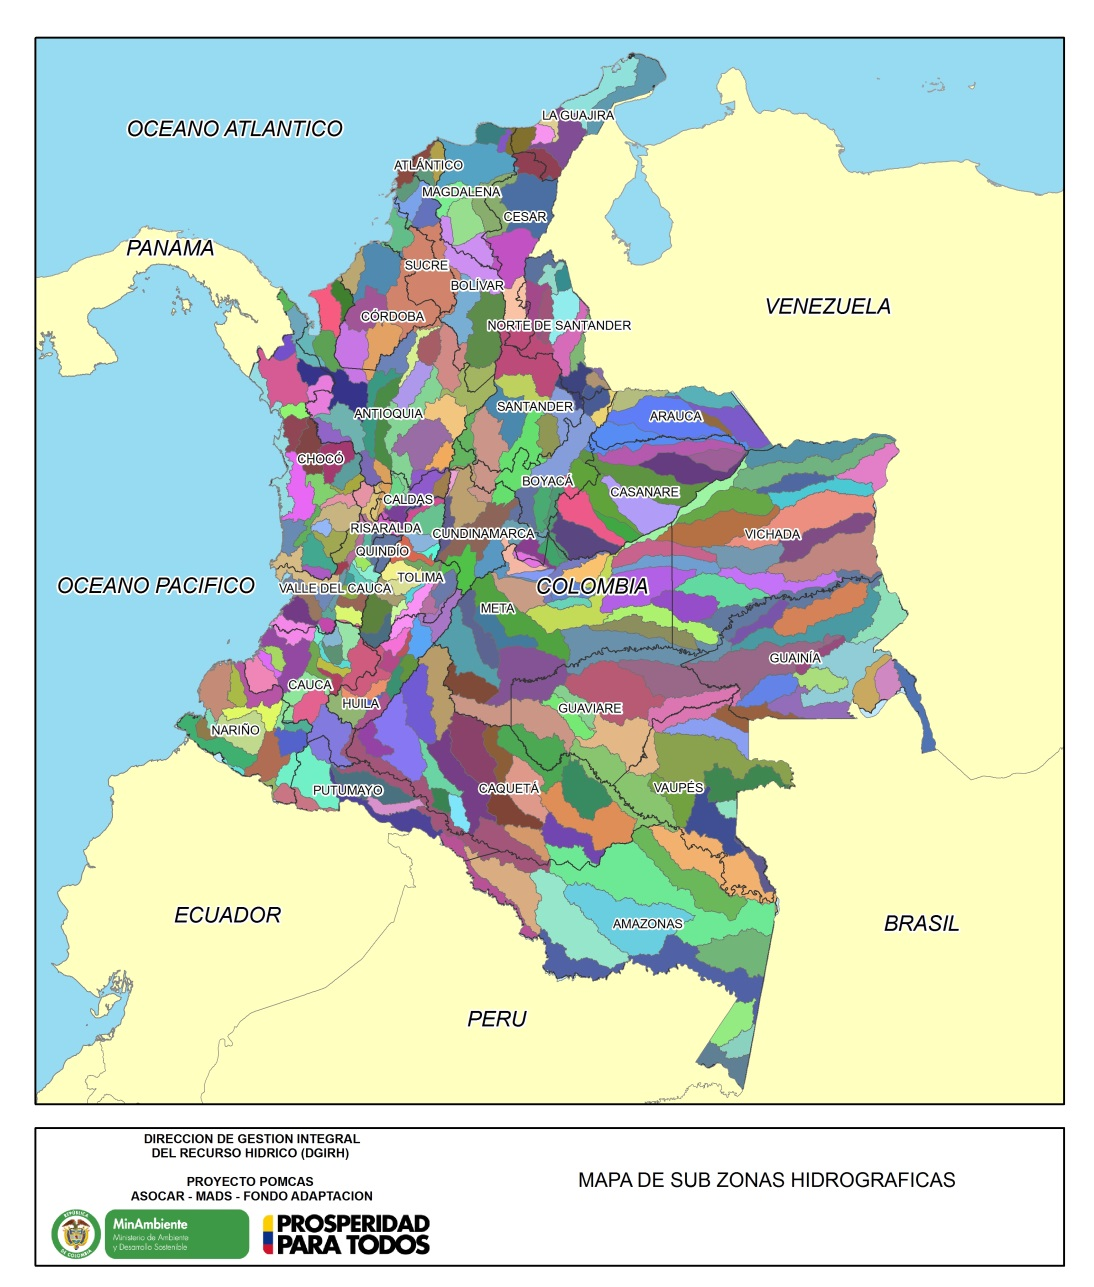 OCEANO ATLANTICO
LA GUAJIRA
ATLÁNTICO
MAGDALENA
CESAR
PANAMA
SUCRE
BOLÍVAR
VENEZUELA
CÓRDOBA
NORTE DE SANTANDER
ANTIOQUIA
SANTANDER
ARAUCA
CHOCÓ
BOYACÁ
CASANARE
CALDAS
RISARALDA
CUNDINAMARCA
VICHADA
QUINDÍO
OCEANO PACIFICO
VALLE DEL CAUCA
TOLIMA
COLOMBIA
META
GUAINÍA
CAUCA
HUILA
GUAVIARE
NARIÑO
PUTUMAYO
CAQUETÁ
VAUPÉS
ECUADOR
AMAZONAS
BRASIL
PERU
DIRECCION DE GESTION INTEGRAL
DEL RECURSO HIDRICO (DGIRH)
PROYECTO POMCAS
ASOCAR - MADS - FONDO ADAPTACION
MAPA DE SUB ZONAS HIDROGRAFICAS
REPÚBLICA
DE COLOMBIA
MinAmbiente
Ministerio de Ambiente
y Desarrollo Sostenible
PROSPERIDAD
PARA TODOS